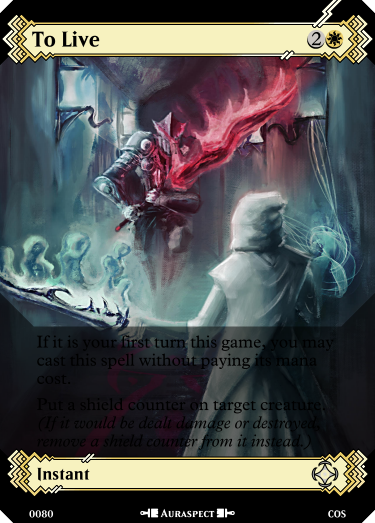 To Live
2
If it is your first turn this game, you may
cast this spell without paying its mana
cost.
Put a shield counter on target creature.
(If it would be dealt damage or destroyed,
remove a shield counter from it instead.)
Instant
0080
AURASPECT
COS